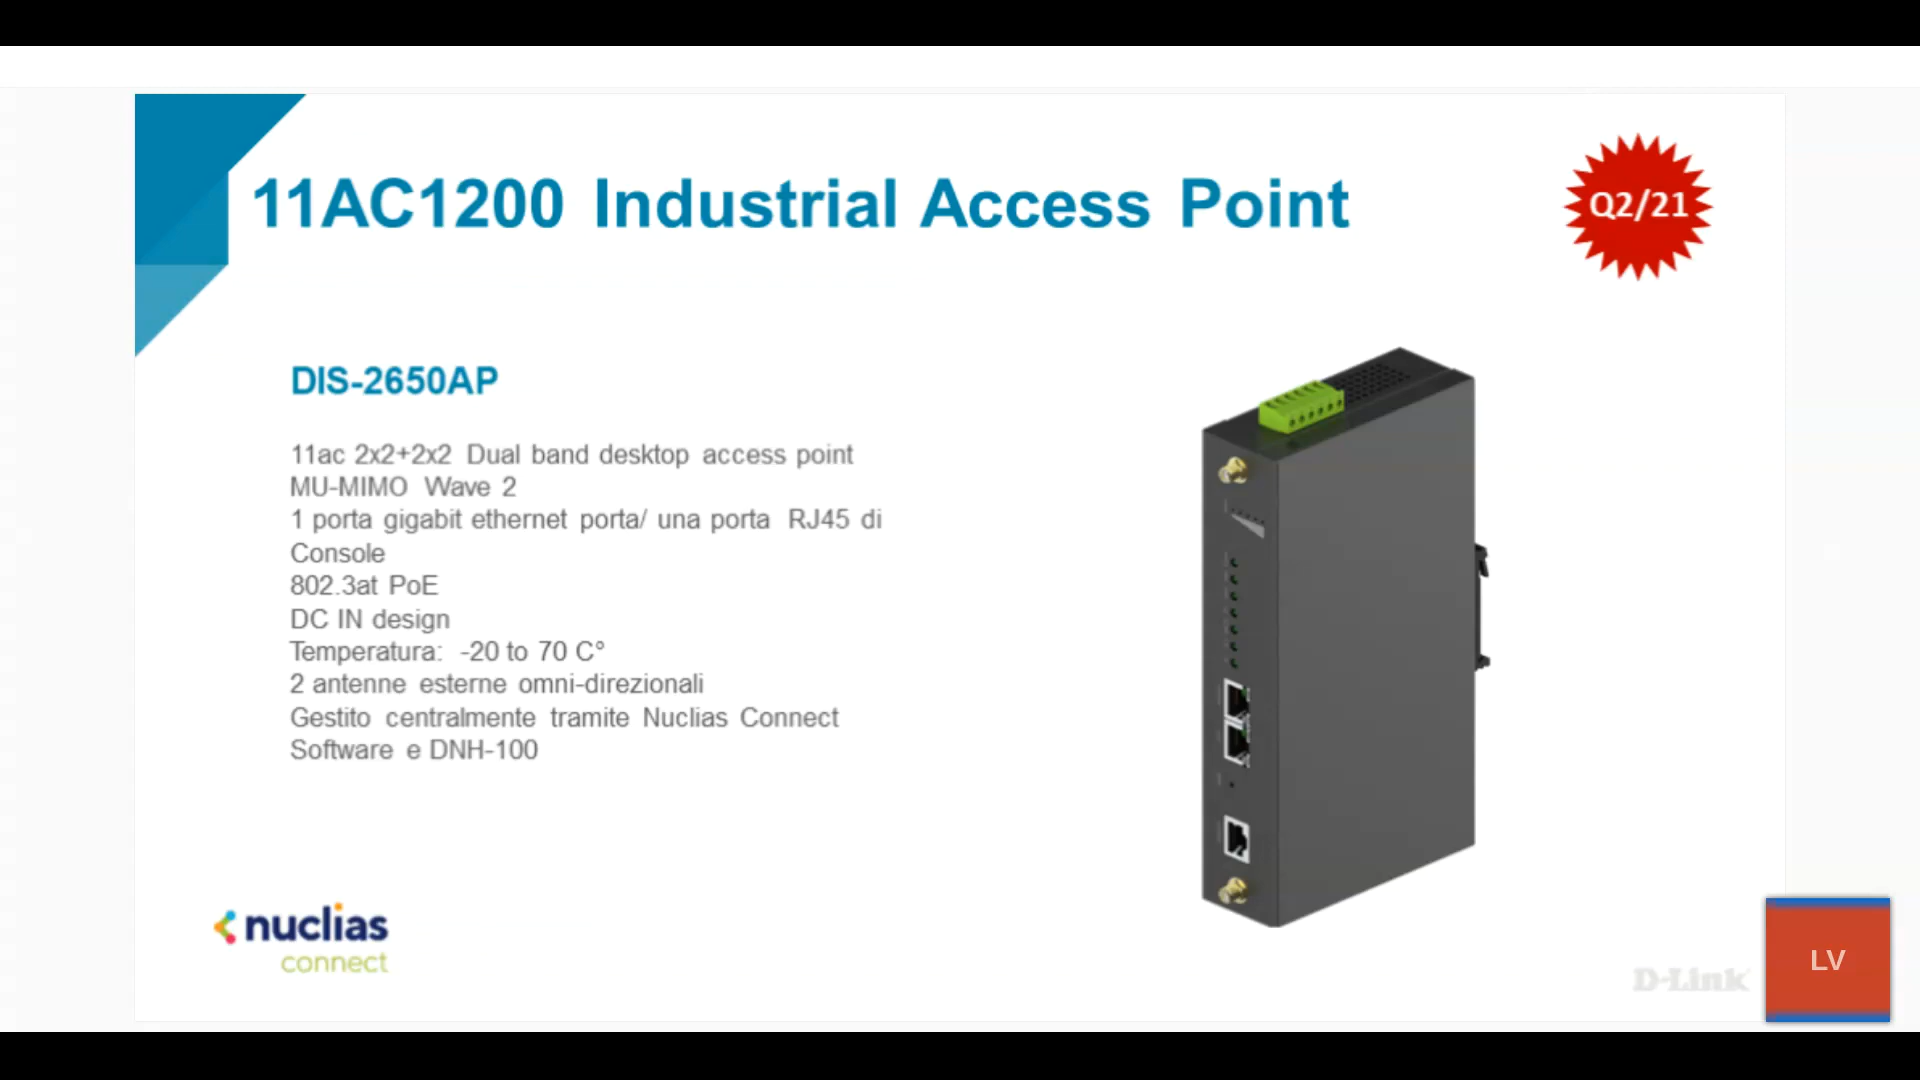 11AC1200 Industrial Access Point
Q2/21
DIS-2650AP
11ac 2x2+2x2 Dual band desktop access point
MU-MIMO Wave 2
1 porta gigabit ethernet porta/ una porta RJ45 di
Console
802.3at PoE
DC IN design
Temperatura: -20 to 70 C°
2 antenne esterne omni-direzionali
Gestito centralmente tramite Nuclias Connect
Software e DNH-100
nuclias
connect
D-Link
LV